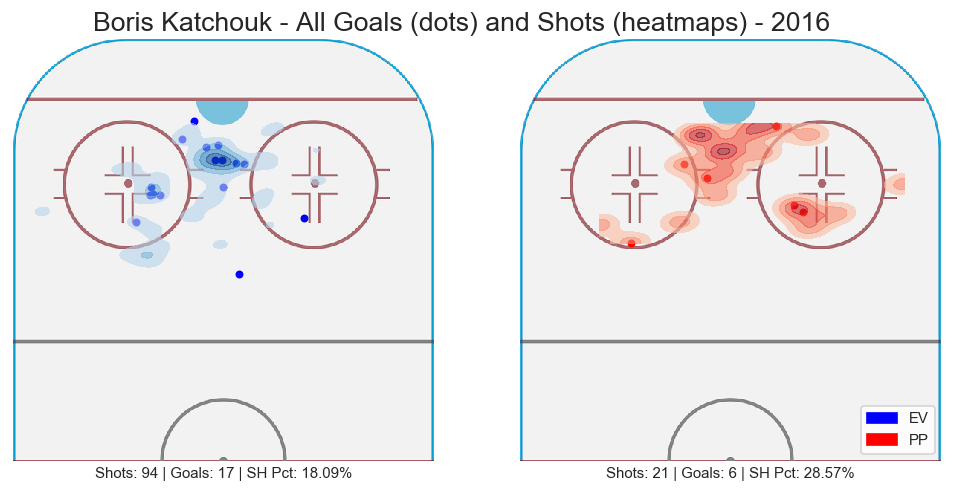 Boris Katchouk - All Goals (dots) and Shots (heatmaps) - 2016
EV
PP
Shots: 94 | Goals: 17 | SH Pct: 18.09%
Shots: 21 | Goals: 6 | SH Pct: 28.57%